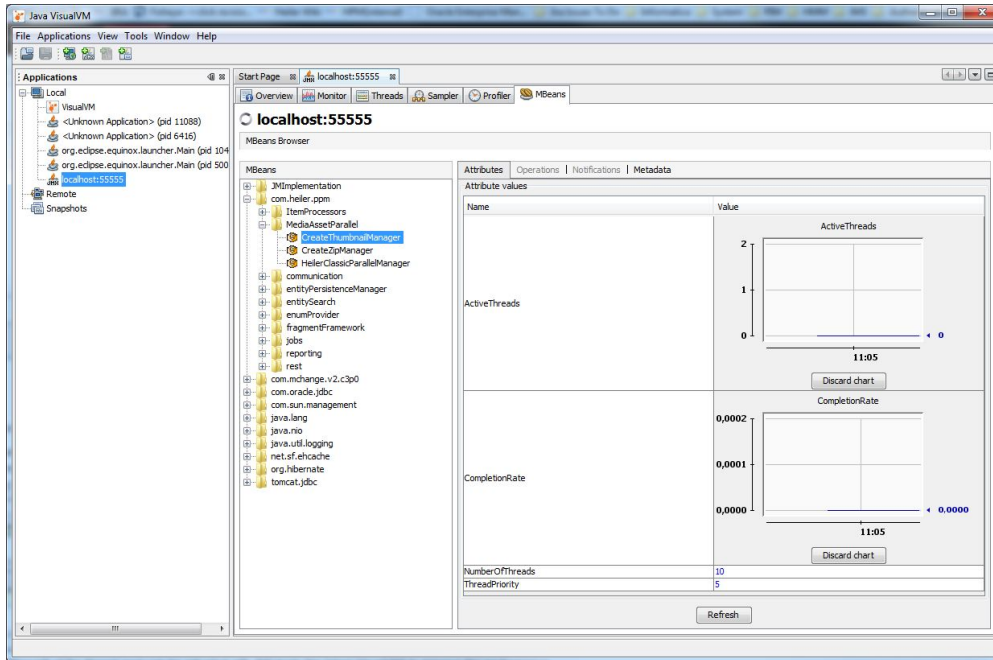 Java VisualVM
File Applications View Tools Window Help
Applications
Local
VisualVM
<Unknown Application> (pid 11088)
<Unknown Application> (pid 6416)
org.eclipse.equinox.launcher.Main (pid 104
org.eclipse.equinox.launcher.Main (pid 500
localhost:55555
Remote
Snapshots
Start Page localhost:55555
Overview Monitor Threads Sampler Profiler MBeans
localhost:55555
MBeans Browser
MBeans
JMImplementation
com.heiler.ppm
ItemProcessors
MediaAssetParallel
CreateThumbnailManager
CreateZipManager
HeilerClassicParallelManager
communication
entityPersistenceManager
entitySearch
enumProvider
fragmentFramework
jobs
reporting
rest
com.mchange.v2.c3p0
com.oracle.jdbc
com.sun.management
java.lang
java.nio
java.util.logging
net.sf.ehcache
org.hibernate
tomcat.jdbc
Attributes Operations Notifications Metadata
Attribute values
Name Value
ActiveThreads
ActiveThreads
2
1
0
0
11:05
Discard chart
CompletionRate
CompletionRate
0,0002
0,0001
0,0000
0,0000
11:05
Discard chart
NumberOfThreads 10
ThreadPriority 5
Refresh